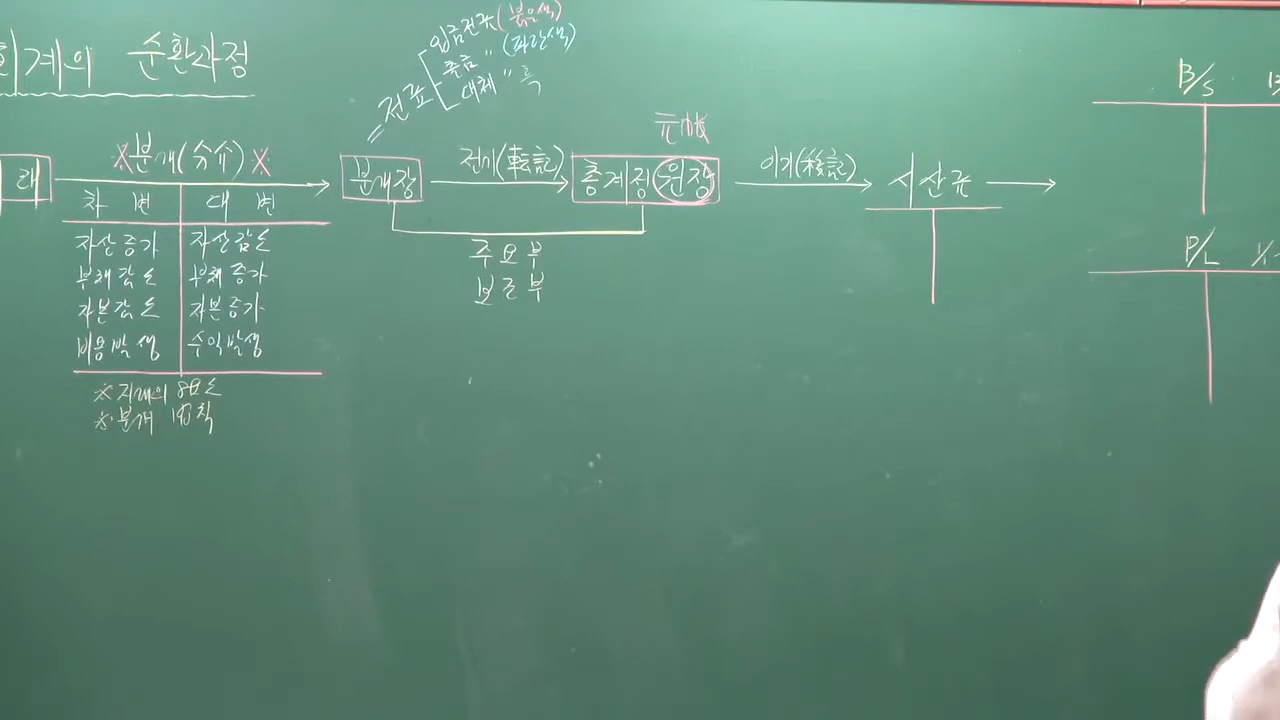 회계의 순환과정
전표
입금전표(붉은색)
출금 〃 (파란색)
대체 〃 흑
래
※분개(分介)※
분개장
전기(転記)
元帳
총계정원장
이기(移記)
시산표
B/S
P/L
차 변 대 변
자산증가 자산감소
부채감소 부채증가
자본감소 자본증가
비용발생 수익발생
주요부
보조부
※거래의 8요소
※분개 법칙